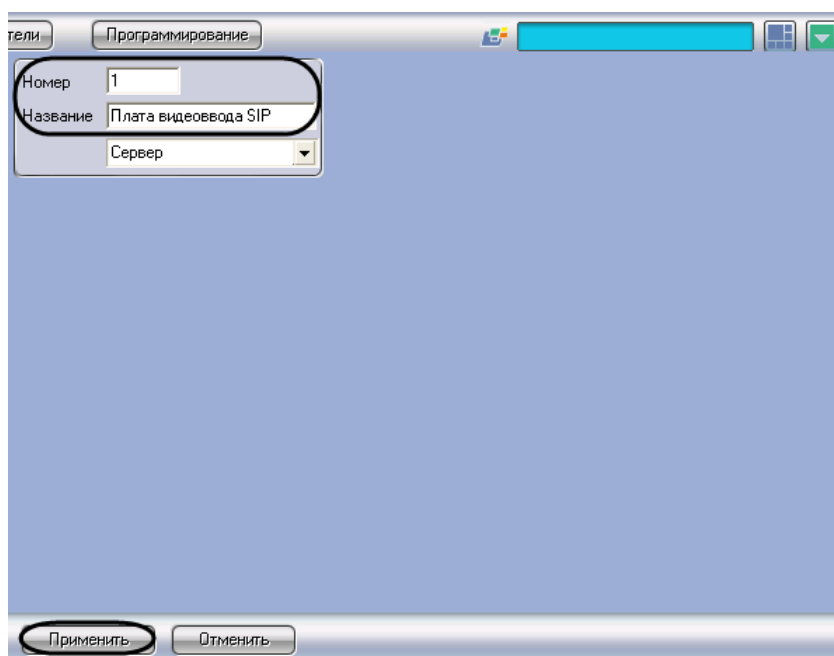 тели Программирование
Номер 1
Название Плата видеоввода SIP
Сервер
Применить Отменить